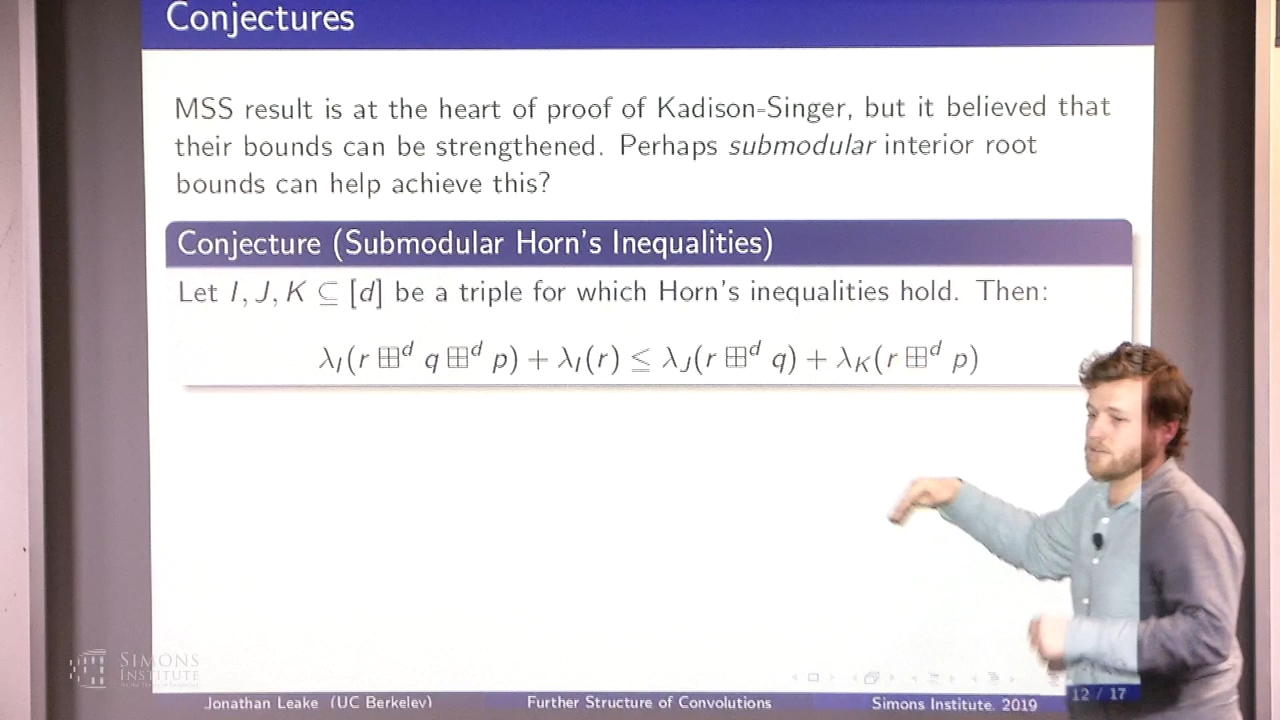 Conjectures
MSS result is at the heart of proof of Kadison-Singer, but it believed that
their bounds can be strengthened. Perhaps submodular interior root
bounds can help achieve this?
Conjecture (Submodular Horn's Inequalities)
Let I, J, K ⊆ [d] be a triple for which Horn's inequalities hold. Then:
λ_I(r ⊞^d q ⊞^d p) + λ_I(r) ≤ λ_J(r ⊞^d q) + λ_K(r ⊞^d p)
SIMONS
INSTITUTE
Jonathan Leake (UC Berkeley) Further Structure of Convolutions Simons Institute, 2019 12 / 17